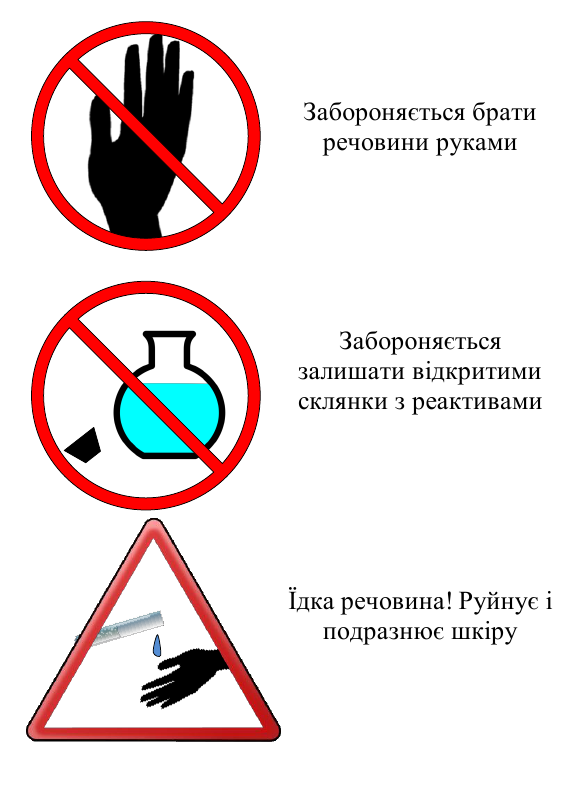 Забороняється брати
речовини руками
Забороняється
залишати відкритими
склянки з реактивами
Їдка речовина! Руйнує і
подразнює шкіру